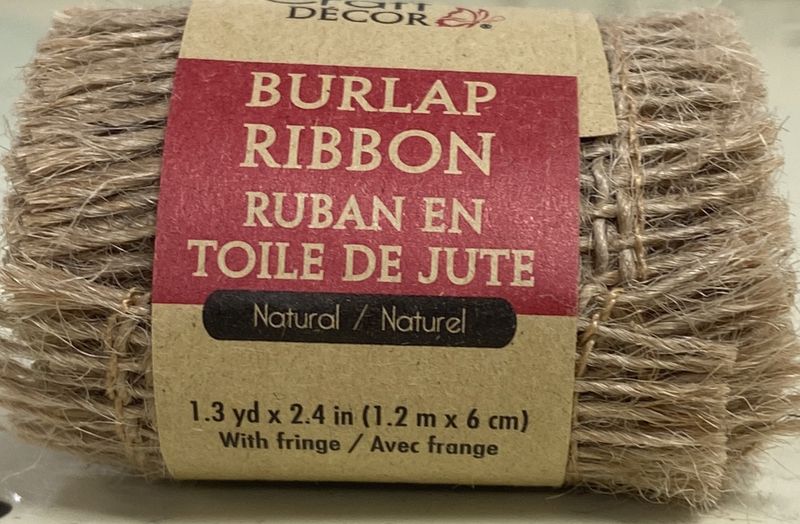 DECOR
BURLAP
RIBBON
RUBAN EN
TOILE DE JUTE
Natural / Naturel
1.3 yd x 2.4 in (1.2 m x 6 cm)
With fringe / Avec frange